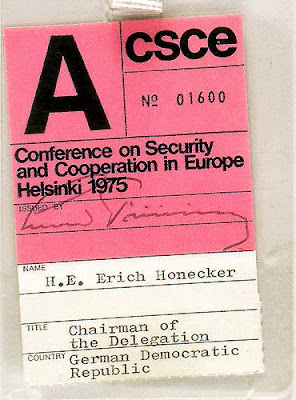 A
csce
No 01600
Conference on Security
and Cooperation in Europe
Helsinki 1975
ISSUED BY
NAME
H.E. Erich Honecker
TITLE
Chairman of
the Delegation
COUNTRY
German Democratic
Republic